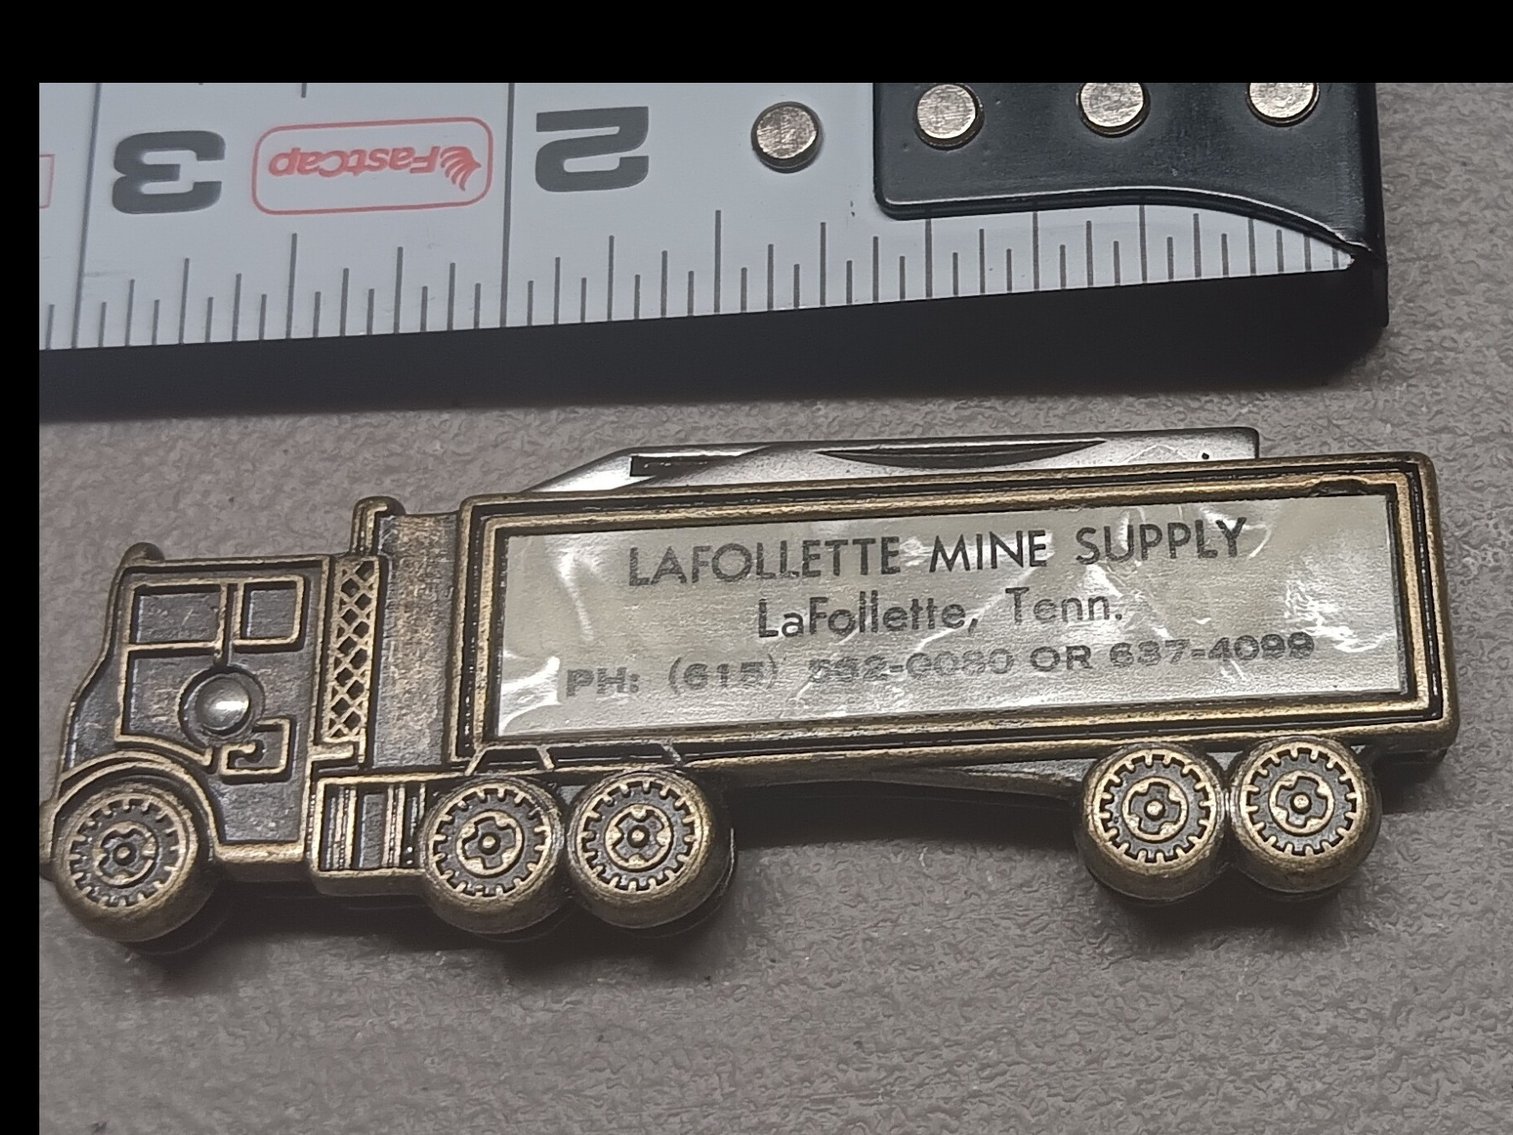 3 FastCap 2
LAFOLLETTE MINE SUPPLY
LaFollette, Tenn.
PH: (615) OR 637-4099